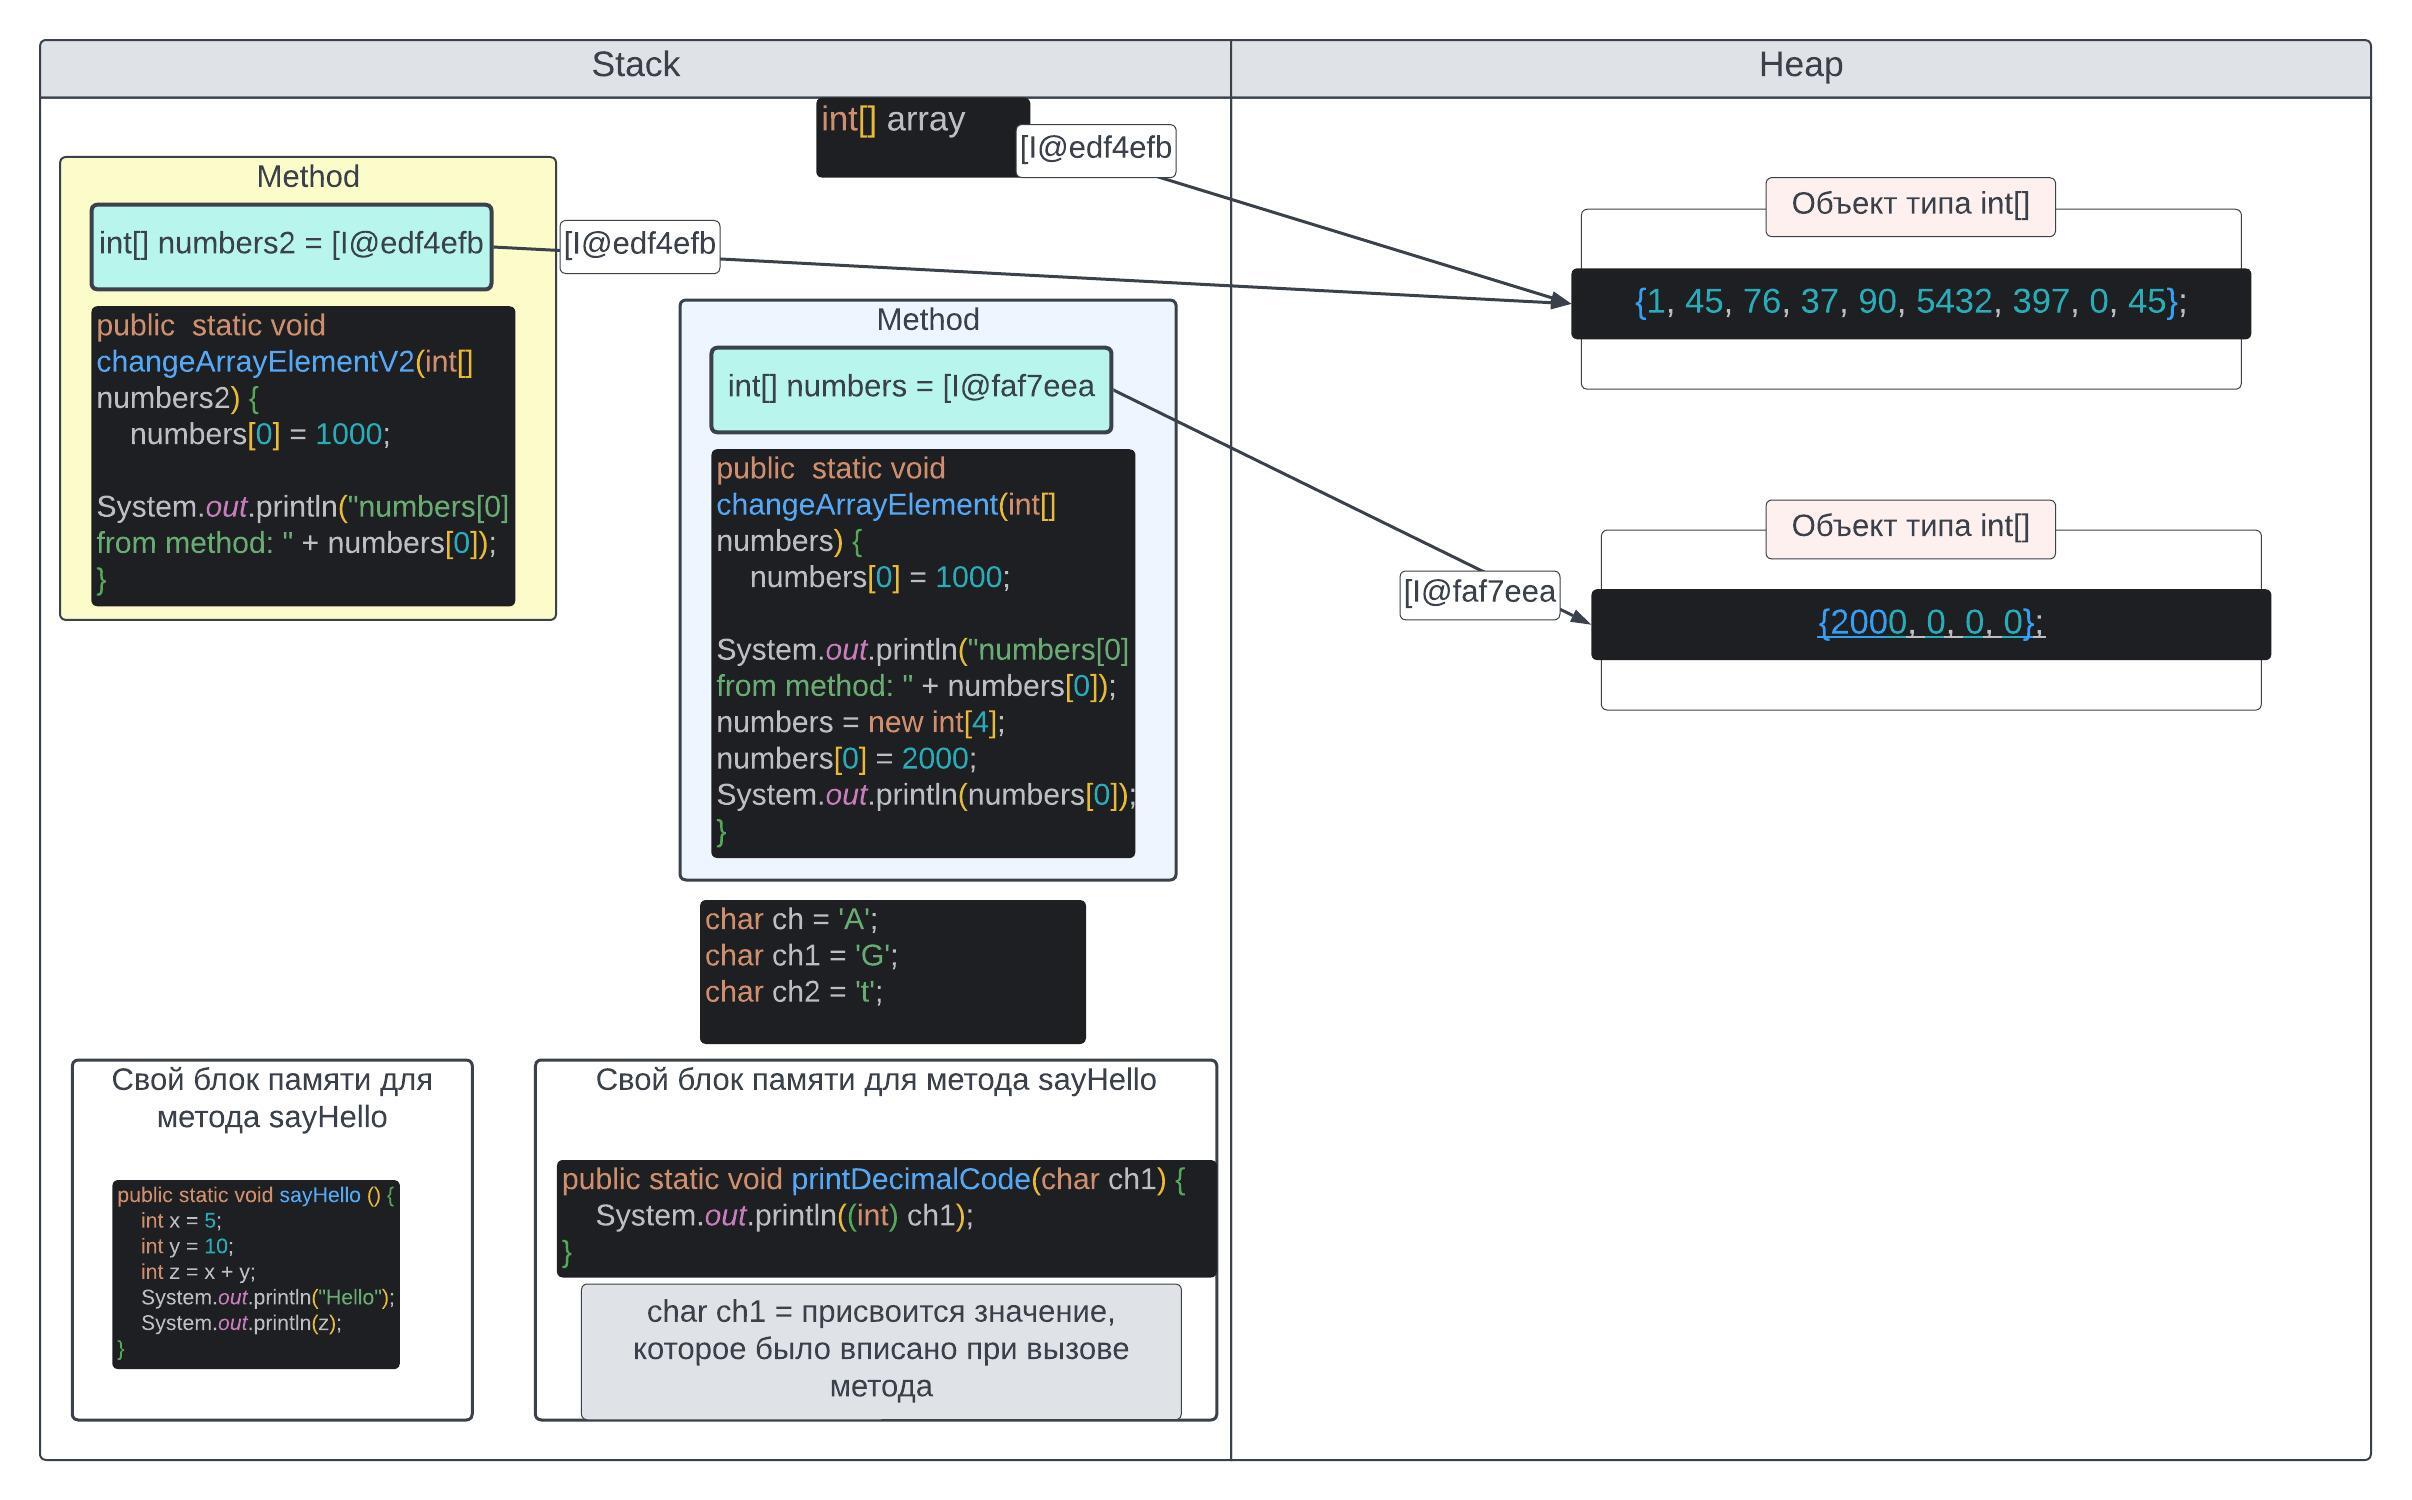 Stack
Heap
int[] array
[I@edf4efb
Method
int[] numbers2 = [I@edf4efb
[I@edf4efb
public  static void
changeArrayElementV2(int[]
numbers2) {
    numbers[0] = 1000;
System.out.println("numbers[0]
from method: " + numbers[0]);
}
Method
int[] numbers = [I@faf7eea
public  static void
changeArrayElement(int[]
numbers) {
    numbers[0] = 1000;
System.out.println("numbers[0]
from method: " + numbers[0]);
numbers = new int[4];
numbers[0] = 2000;
System.out.println(numbers[0]);
}
Объект типа int[]
{1, 45, 76, 37, 90, 5432, 397, 0, 45};
Объект типа int[]
[I@faf7eea
{2000, 0, 0, 0};
char ch = 'A';
char ch1 = 'G';
char ch2 = 't';
Свой блок памяти для
метода sayHello
public static void sayHello () {
    int x = 5;
    int y = 10;
    int z = x + y;
    System.out.println("Hello");
    System.out.println(z);
}
Свой блок памяти для метода sayHello
public static void printDecimalCode(char ch1) {
    System.out.println((int) ch1);
}
char ch1 = присвоится значение,
которое было вписано при вызове
метода